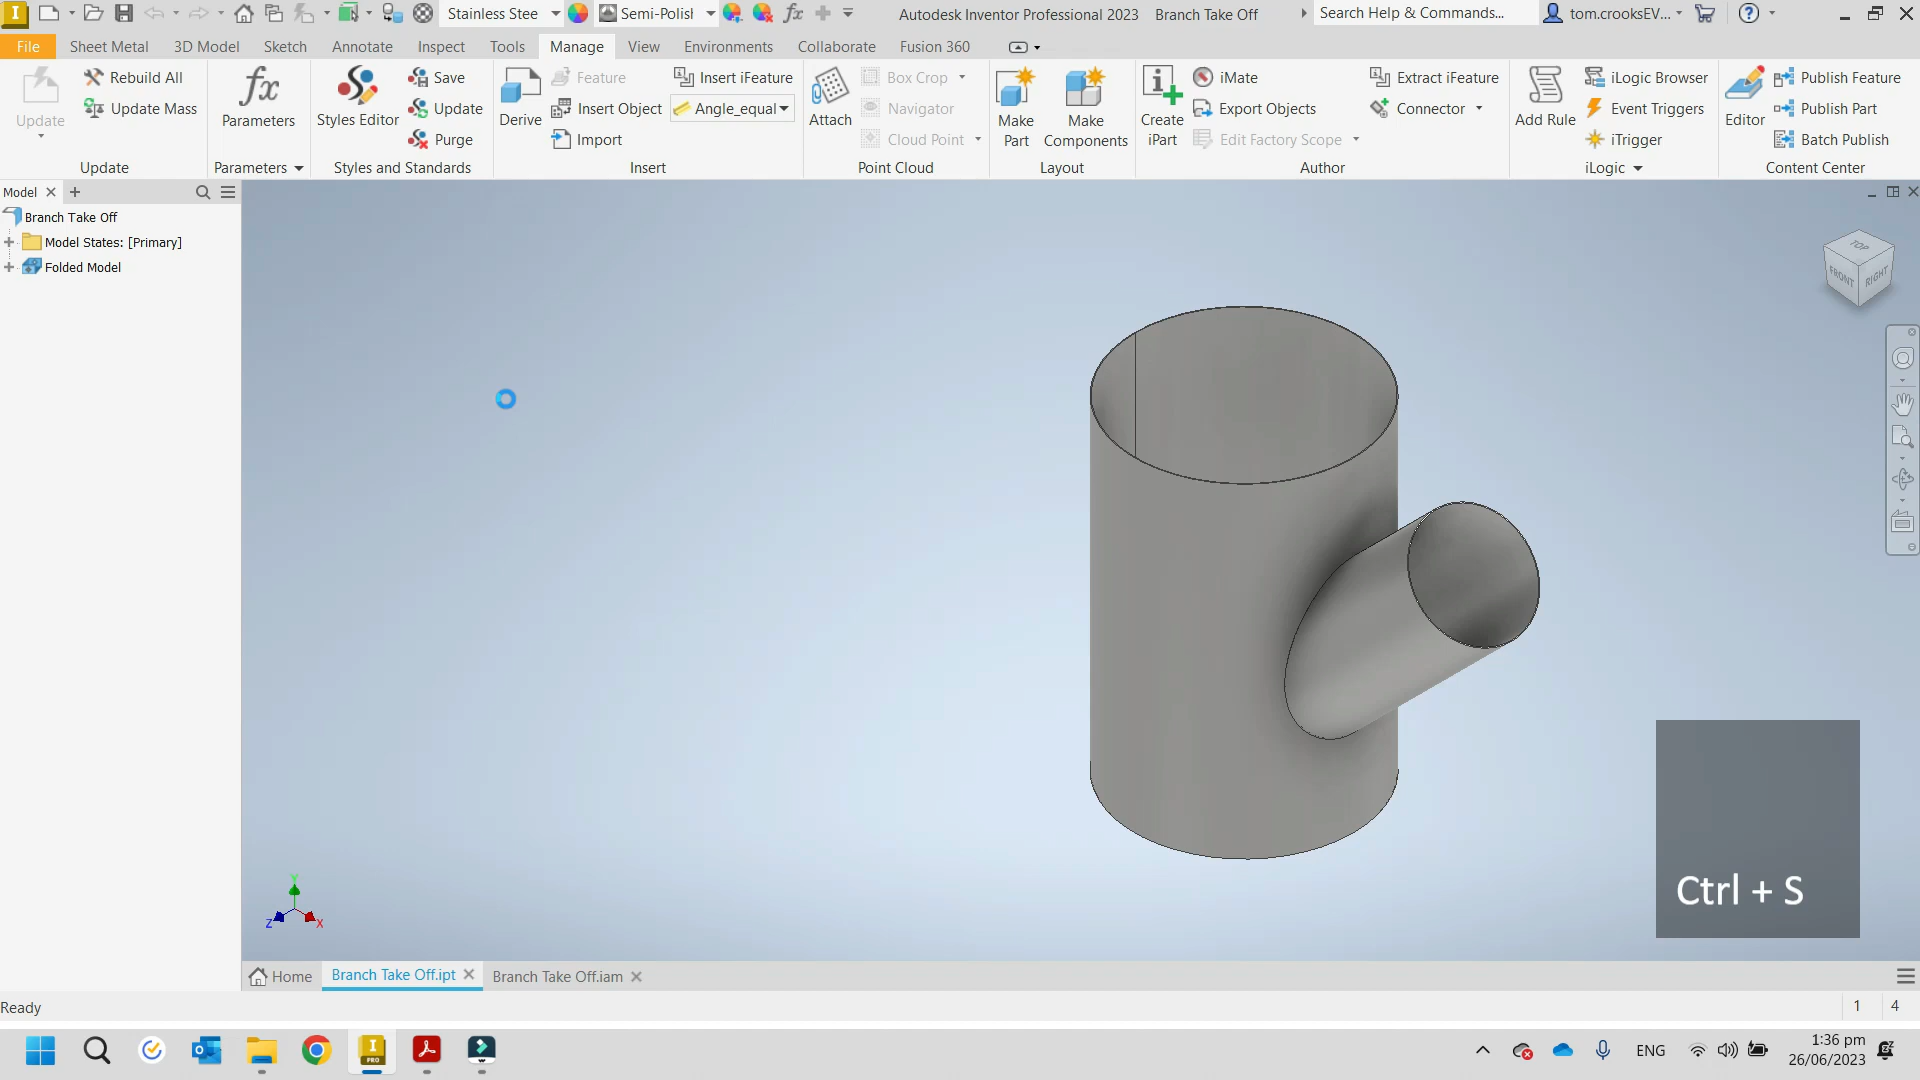 Stainless Stee
Semi-Polish
Autodesk Inventor Professional 2023 Branch Take Off
Search Help & Commands...
tom.crooksEV...
File Sheet Metal 3D Model Sketch Annotate Inspect Tools Manage View Environments Collaborate Fusion 360
Update
Rebuild All
Update Mass
Update
Parameters
Parameters
Styles Editor
Save
Update
Purge
Styles and Standards
Derive
Feature
Insert Object
Import
Insert iFeature
Angle_equal
Insert
Attach
Box Crop
Navigator
Cloud Point
Point Cloud
Make
Part
Make
Components
Layout
Create
iPart
iMate
Export Objects
Edit Factory Scope
Extract iFeature
Connector
Author
Add Rule
iLogic Browser
Event Triggers
iTrigger
iLogic
Editor
Publish Feature
Publish Part
Batch Publish
Content Center
Model
Branch Take Off
Model States: [Primary]
Folded Model
TOP
FRONT
RIGHT
Y
Z
X
Ctrl + S
Home Branch Take Off.ipt Branch Take Off.iam
Ready
1 4
PRO
ENG
1:36 pm
26/06/2023